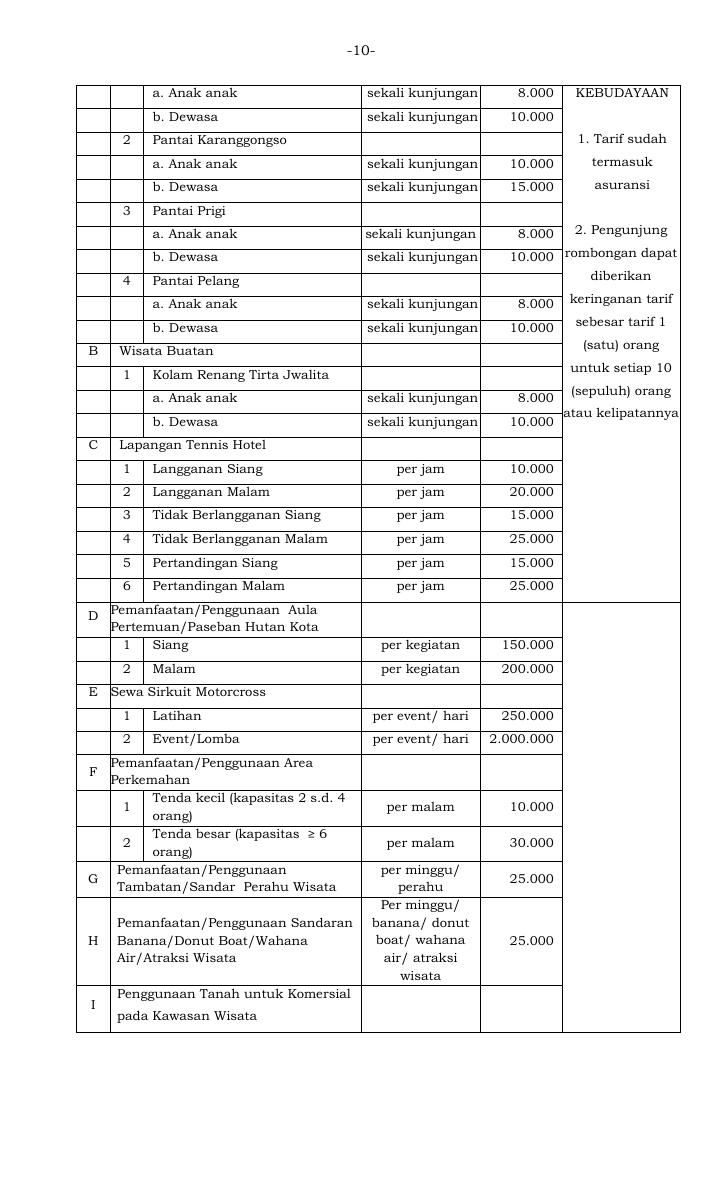 -10-
a. Anak anak sekali kunjungan 8.000 KEBUDAYAAN
b. Dewasa sekali kunjungan 10.000
2 Pantai Karanggongso 1. Tarif sudah
a. Anak anak sekali kunjungan 10.000 termasuk
b. Dewasa sekali kunjungan 15.000 asuransi
3 Pantai Prigi
a. Anak anak sekali kunjungan 8.000 2. Pengunjung
b. Dewasa sekali kunjungan 10.000 rombongan dapat
4 Pantai Pelang diberikan
a. Anak anak sekali kunjungan 8.000 keringanan tarif
b. Dewasa sekali kunjungan 10.000 sebesar tarif 1
B Wisata Buatan (satu) orang
1 Kolam Renang Tirta Jwalita untuk setiap 10
a. Anak anak sekali kunjungan 8.000 (sepuluh) orang
b. Dewasa sekali kunjungan 10.000 atau kelipatannya
C Lapangan Tennis Hotel
1 Langganan Siang per jam 10.000
2 Langganan Malam per jam 20.000
3 Tidak Berlangganan Siang per jam 15.000
4 Tidak Berlangganan Malam per jam 25.000
5 Pertandingan Siang per jam 15.000
6 Pertandingan Malam per jam 25.000
D Pemanfaatan/Penggunaan Aula
Pertemuan/Paseban Hutan Kota
1 Siang per kegiatan 150.000
2 Malam per kegiatan 200.000
E Sewa Sirkuit Motorcross
1 Latihan per event/ hari 250.000
2 Event/Lomba per event/ hari 2.000.000
F Pemanfaatan/Penggunaan Area
Perkemahan
1 Tenda kecil (kapasitas 2 s.d. 4
orang) per malam 10.000
2 Tenda besar (kapasitas ≥ 6
orang) per malam 30.000
G Pemanfaatan/Penggunaan
Tambatan/Sandar Perahu Wisata
per minggu/
perahu
25.000
H Pemanfaatan/Penggunaan Sandaran
Banana/Donut Boat/Wahana
Air/Atraksi Wisata
Per minggu/
banana/ donut
boat/ wahana
air/ atraksi
wisata
25.000
I Penggunaan Tanah untuk Komersial
pada Kawasan Wisata